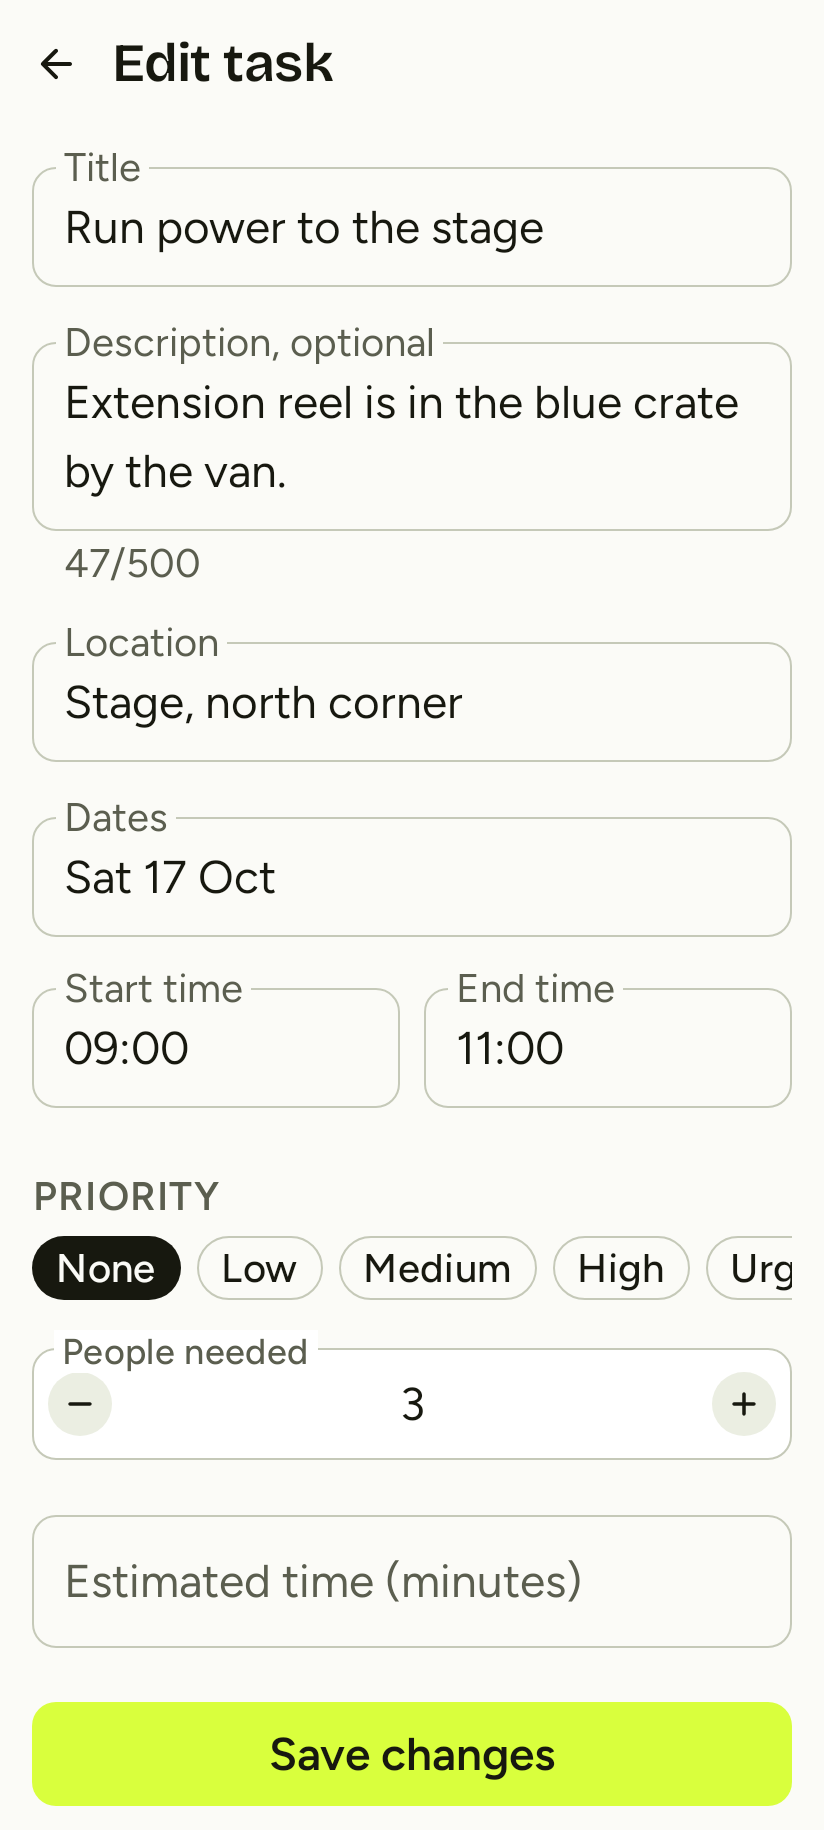 Edit task
Title
Run power to the stage
Description, optional
Extension reel is in the blue crate
by the van.
47/500
Location
Stage, north corner
Dates
Sat 17 Oct
Start time
09:00
End time
11:00
PRIORITY
None Low Medium High Urg
People needed
− 3 +
Estimated time (minutes)
Save changes